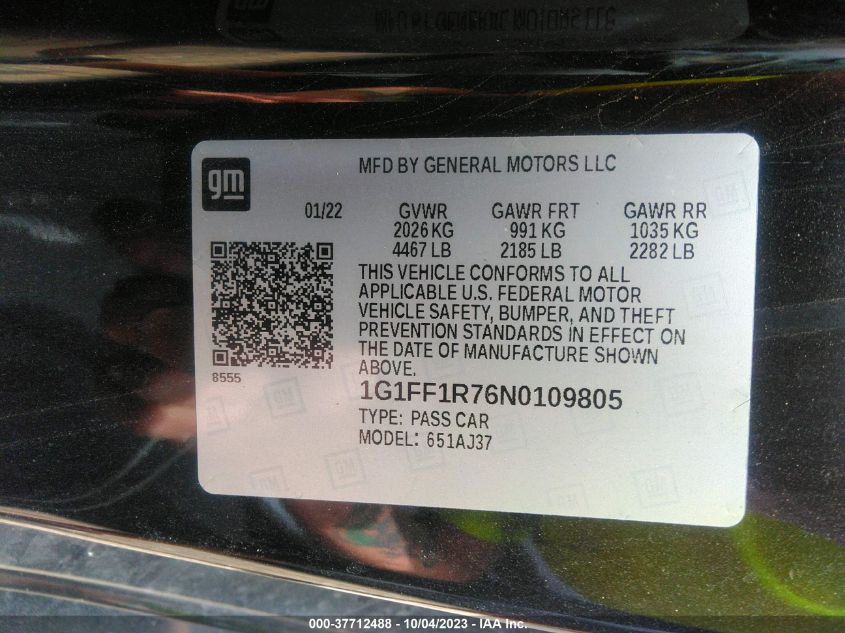 gm
MFD BY GENERAL MOTORS LLC
01/22 GVWR GAWR FRT GAWR RR
2026 KG 991 KG 1035 KG
4467 LB 2185 LB 2282 LB
THIS VEHICLE CONFORMS TO ALL
APPLICABLE U.S. FEDERAL MOTOR
VEHICLE SAFETY, BUMPER, AND THEFT
PREVENTION STANDARDS IN EFFECT ON
THE DATE OF MANUFACTURE SHOWN
ABOVE.
8555
1G1FF1R76N0109805
TYPE: PASS CAR
MODEL: 651AJ37
000-37712488 - 10/04/2023 - IAA Inc.